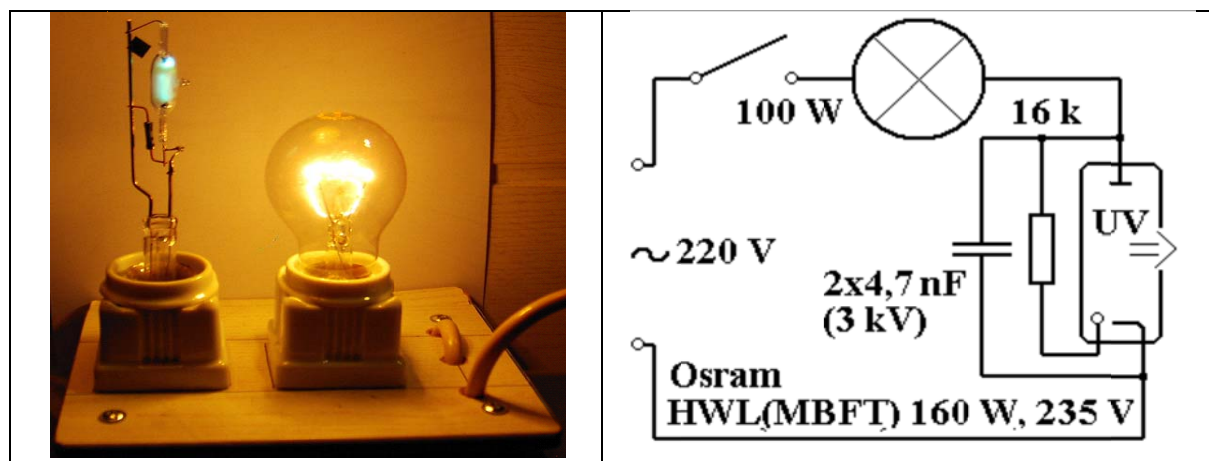 100 W
16 k
UV
~ 220 V
2x4,7 nF
(3 kV)
Osram
HWL(MBFT) 160 W, 235 V